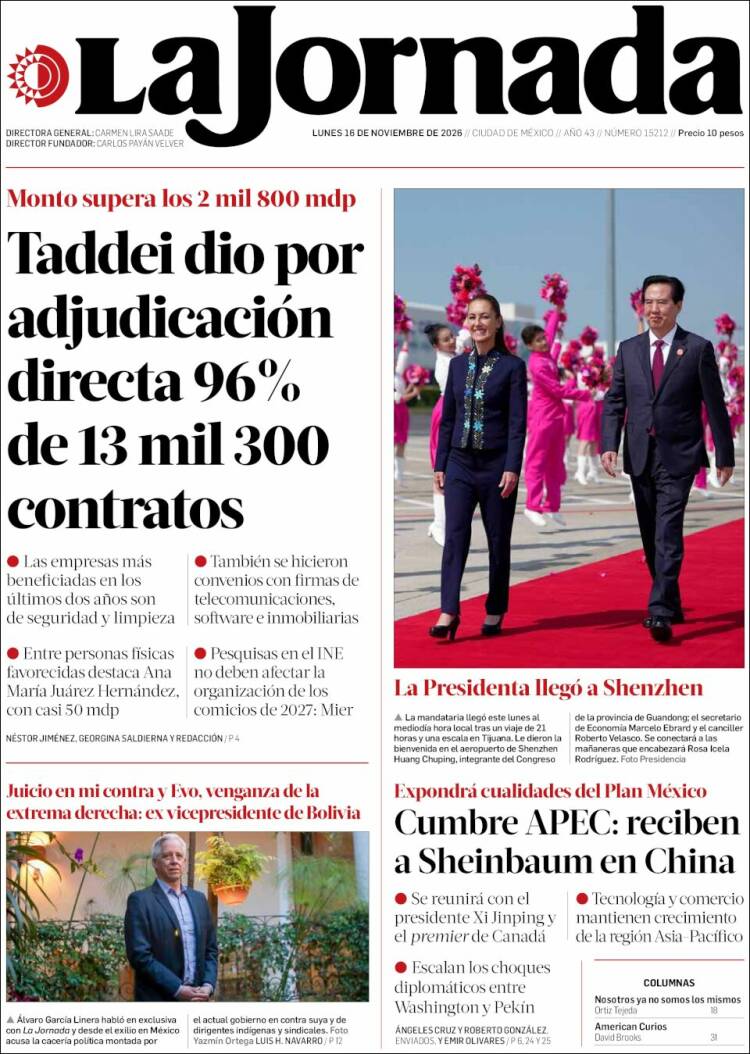 La Jornada
DIRECTORA GENERAL: CARMEN LIRA SAADE
DIRECTOR FUNDADOR: CARLOS PAYÁN VELVER
LUNES 16 DE NOVIEMBRE DE 2026 // CIUDAD DE MÉXICO // AÑO 43 // NÚMERO 15212 // Precio 10 pesos
Monto supera los 2 mil 800 mdp
Taddei dio por
adjudicación
directa 96%
de 13 mil 300
contratos
● Las empresas más
beneficiadas en los
últimos dos años son
de seguridad y limpieza
● Entre personas físicas
favorecidas destaca Ana
María Juárez Hernández,
con casi 50 mdp
● También se hicieron
convenios con firmas de
telecomunicaciones,
software e inmobiliarias
● Pesquisas en el INE
no deben afectar la
organización de los
comicios de 2027: Mier
NÉSTOR JIMÉNEZ, GEORGINA SALDIERNA Y REDACCIÓN / P 4
La Presidenta llegó a Shenzhen
▲ La mandataria llegó este lunes al
mediodía hora local tras un viaje de 21
horas y una escala en Tijuana. Le dieron la
bienvenida en el aeropuerto de Shenzhen
Huang Chuping, integrante del Congreso
de la provincia de Guandong; el secretario
de Economía Marcelo Ebrard y el canciller
Roberto Velasco. Se conectará a las
mañaneras que encabezará Rosa Icela
Rodríguez. Foto Presidencia
Juicio en mi contra y Evo, venganza de la
extrema derecha: ex vicepresidente de Bolivia
▲ Álvaro García Linera habló en exclusiva
con La Jornada y desde el exilio en México
acusa la cacería política montada por
el actual gobierno en contra suya y de
dirigentes indígenas y sindicales. Foto
Yazmín Ortega LUIS H. NAVARRO / P 12
Expondrá cualidades del Plan México
Cumbre APEC: reciben
a Sheinbaum en China
● Se reunirá con el
presidente Xi Jinping y
el premier de Canadá
● Escalan los choques
diplomáticos entre
Washington y Pekín
● Tecnología y comercio
mantienen crecimiento
de la región Asia-Pacífico
ÁNGELES CRUZ Y ROBERTO GONZÁLEZ,
ENVIADOS, Y EMIR OLIVARES / P 6, 24 Y 25
COLUMNAS
Nosotros ya no somos los mismos
Ortiz Tejeda 18
American Curios
David Brooks 31